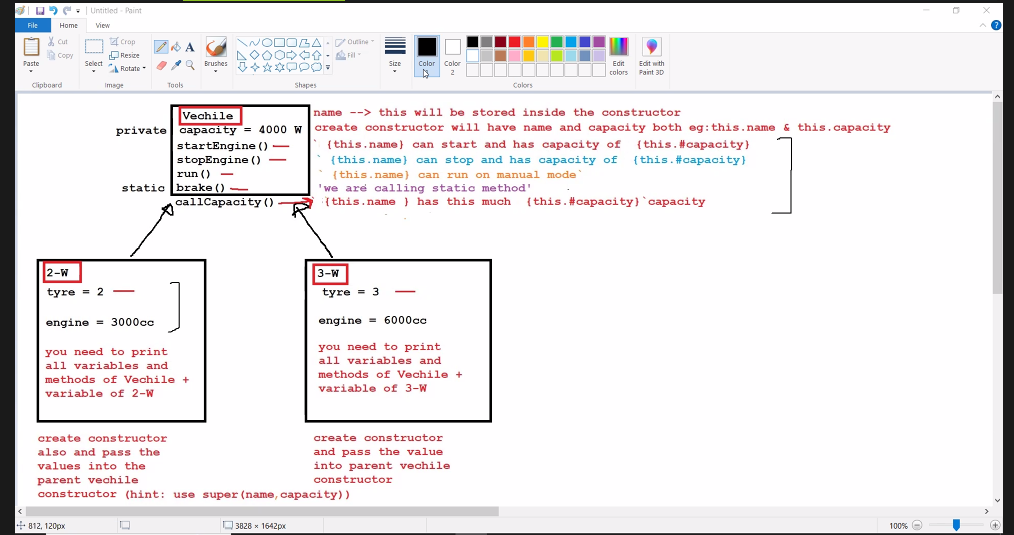 Untitled - Paint
File
Home
View
Paste
Cut
Copy
Clipboard
Select
Crop
Resize
Rotate
Image
Tools
Brushes
Shapes
Outline
Fill
Size
Color 1
Color 2
Edit colors
Edit with Paint 3D
Colors
Vechile
name --> this will be stored inside the constructor
private capacity = 4000 W
create constructor will have name and capacity both eg:this.name & this.capacity
startEngine()
` {this.name} can start and has capacity of {this.#capacity}
stopEngine()
` {this.name} can stop and has capacity of {this.#capacity}
run()
` {this.name} can run on manual mode`
static brake()
'we are calling static method'
callCapacity()
{this.name } has this much {this.#capacity}`capacity
2-W
tyre = 2
engine = 3000cc
you need to print
all variables and
methods of Vechile +
variable of 2-W
create constructor
also and pass the
values into the
parent vechile
constructor (hint: use super(name,capacity))
3-W
tyre = 3
engine = 6000cc
you need to print
all variables and
methods of Vechile +
variable of 3-W
create constructor
and pass the value
into parent vechile
constructor
812, 120px
3828 × 1642px
100%